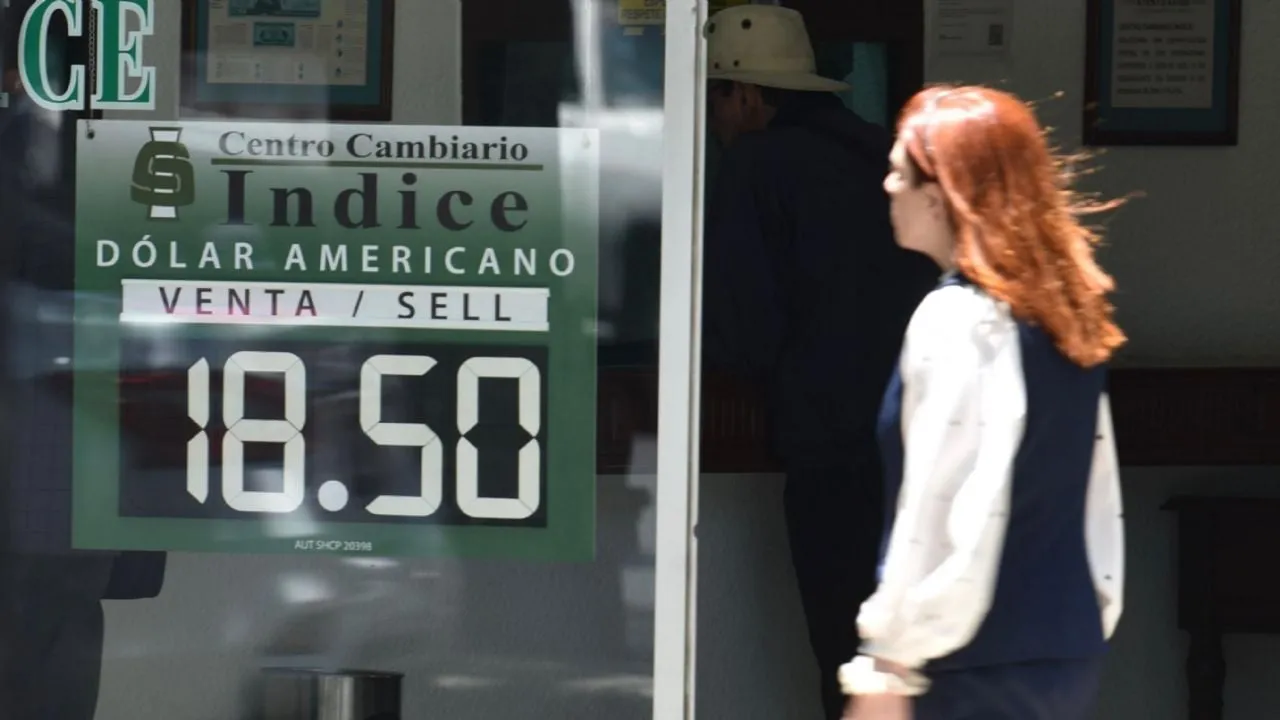 CE
Centro Cambiario
Indice
DÓLAR AMERICANO
VENTA / SELL
18.50
AUT SHCP 20398